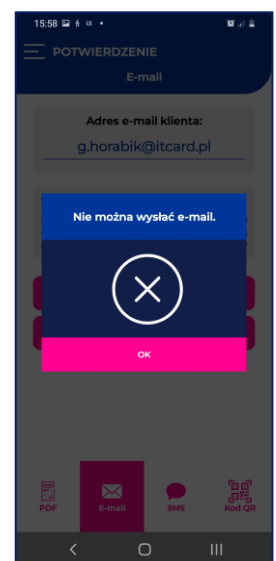 15:58
POTWIERDZENIE
E-mail
Adres e-mail klienta:
g.horabik@itcard.pl
Nie można wysłać e-mail.
OK
PDF E-mail SMS Kod QR